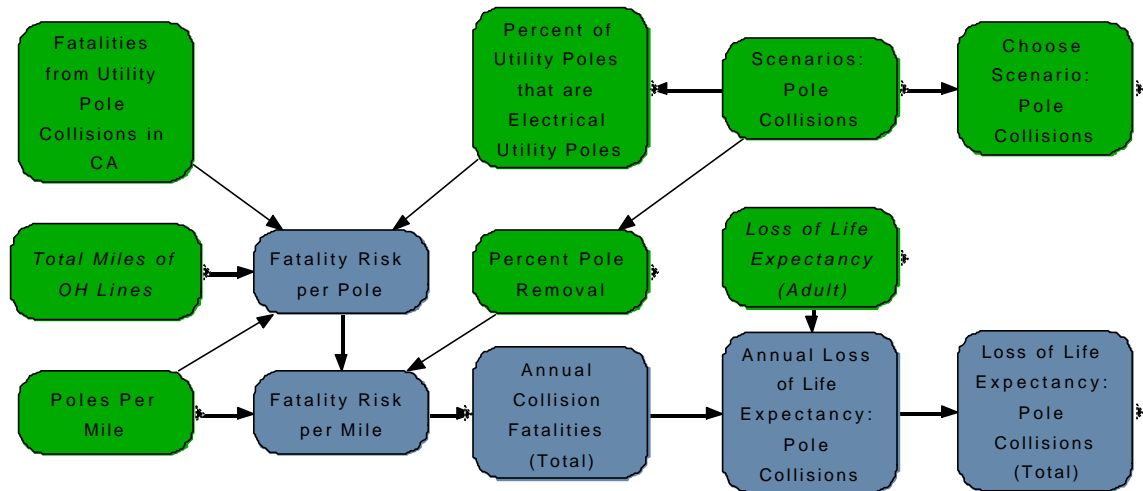 Fatalities
from Utility
Pole
Collisions in
CA
Percent of
Utility Poles
that are
Electrical
Utility Poles
Scenarios:
Pole
Collisions
Choose
Scenario:
Pole
Collisions
Total Miles of
OH Lines
Fatality Risk
per Pole
Percent Pole
Removal
Loss of Life
Expectancy
(Adult)
Poles Per
Mile
Fatality Risk
per Mile
Annual
Collision
Fatalities
(Total)
Annual Loss
of Life
Expectancy:
Pole
Collisions
Loss of Life
Expectancy:
Pole
Collisions
(Total)